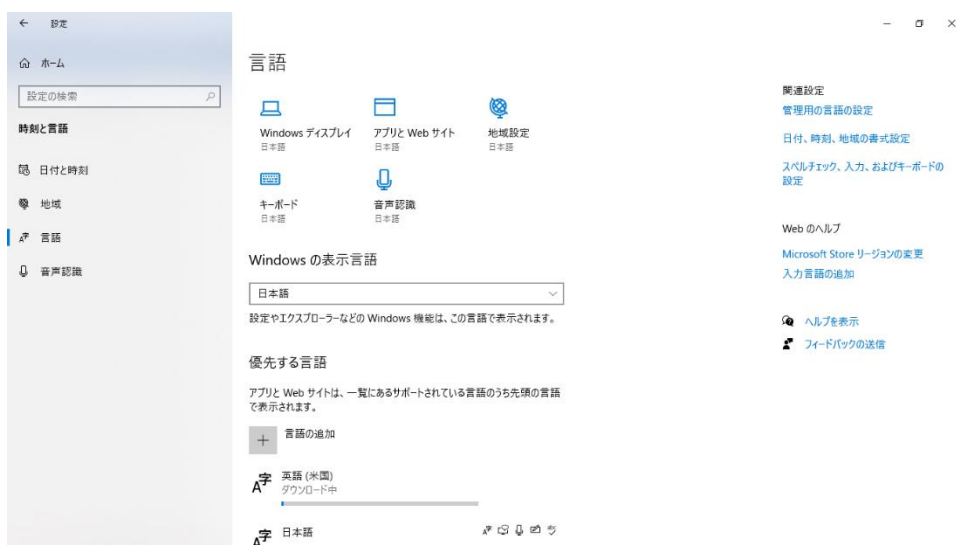 設定
ホーム
設定の検索
時刻と言語
日付と時刻
地域
言語
音声認識
言語
Windows ディスプレイ
日本語
アプリと Web サイト
日本語
地域設定
日本語
キーボード
日本語
音声認識
日本語
Windows の表示言語
日本語
設定やエクスプローラーなどの Windows 機能は、この言語で表示されます。
優先する言語
アプリと Web サイトは、一覧にあるサポートされている言語のうち先頭の言語
で表示されます。
言語の追加
英語 (米国)
ダウンロード中
日本語
関連設定
管理用の言語の設定
日付、時刻、地域の書式設定
スペルチェック、入力、およびキーボードの
設定
Web のヘルプ
Microsoft Store リージョンの変更
入力言語の追加
ヘルプを表示
フィードバックの送信